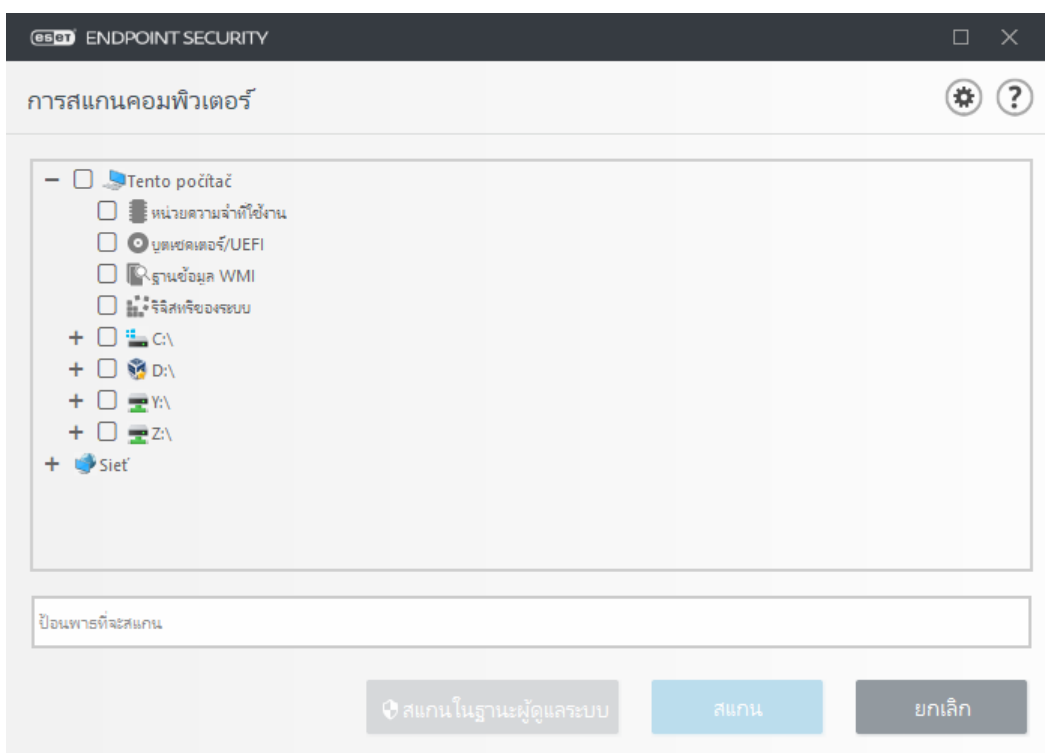 eset ENDPOINT SECURITY
การสแกนคอมพิวเตอร์
Tento počítač
หน่วยความจำที่ใช้งาน
บูตเซคเตอร์/UEFI
ฐานข้อมูล WMI
รีจิสทรีของระบบ
C:\
D:\
Y:\
Z:\
Sieť
ป้อนพาธที่จะสแกน
สแกนในฐานะผู้ดูแลระบบ
สแกน
ยกเลิก